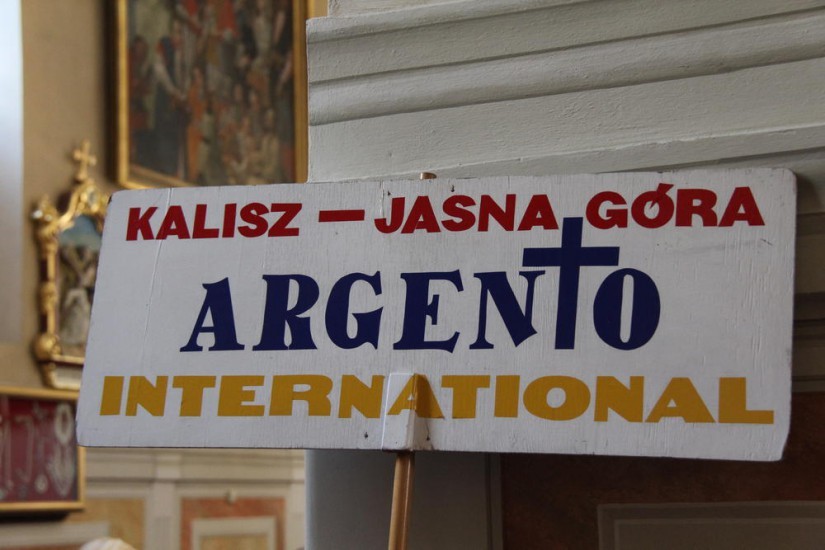 KALISZ — JASNA GÓRA
ARGENTO
INTERNATIONAL